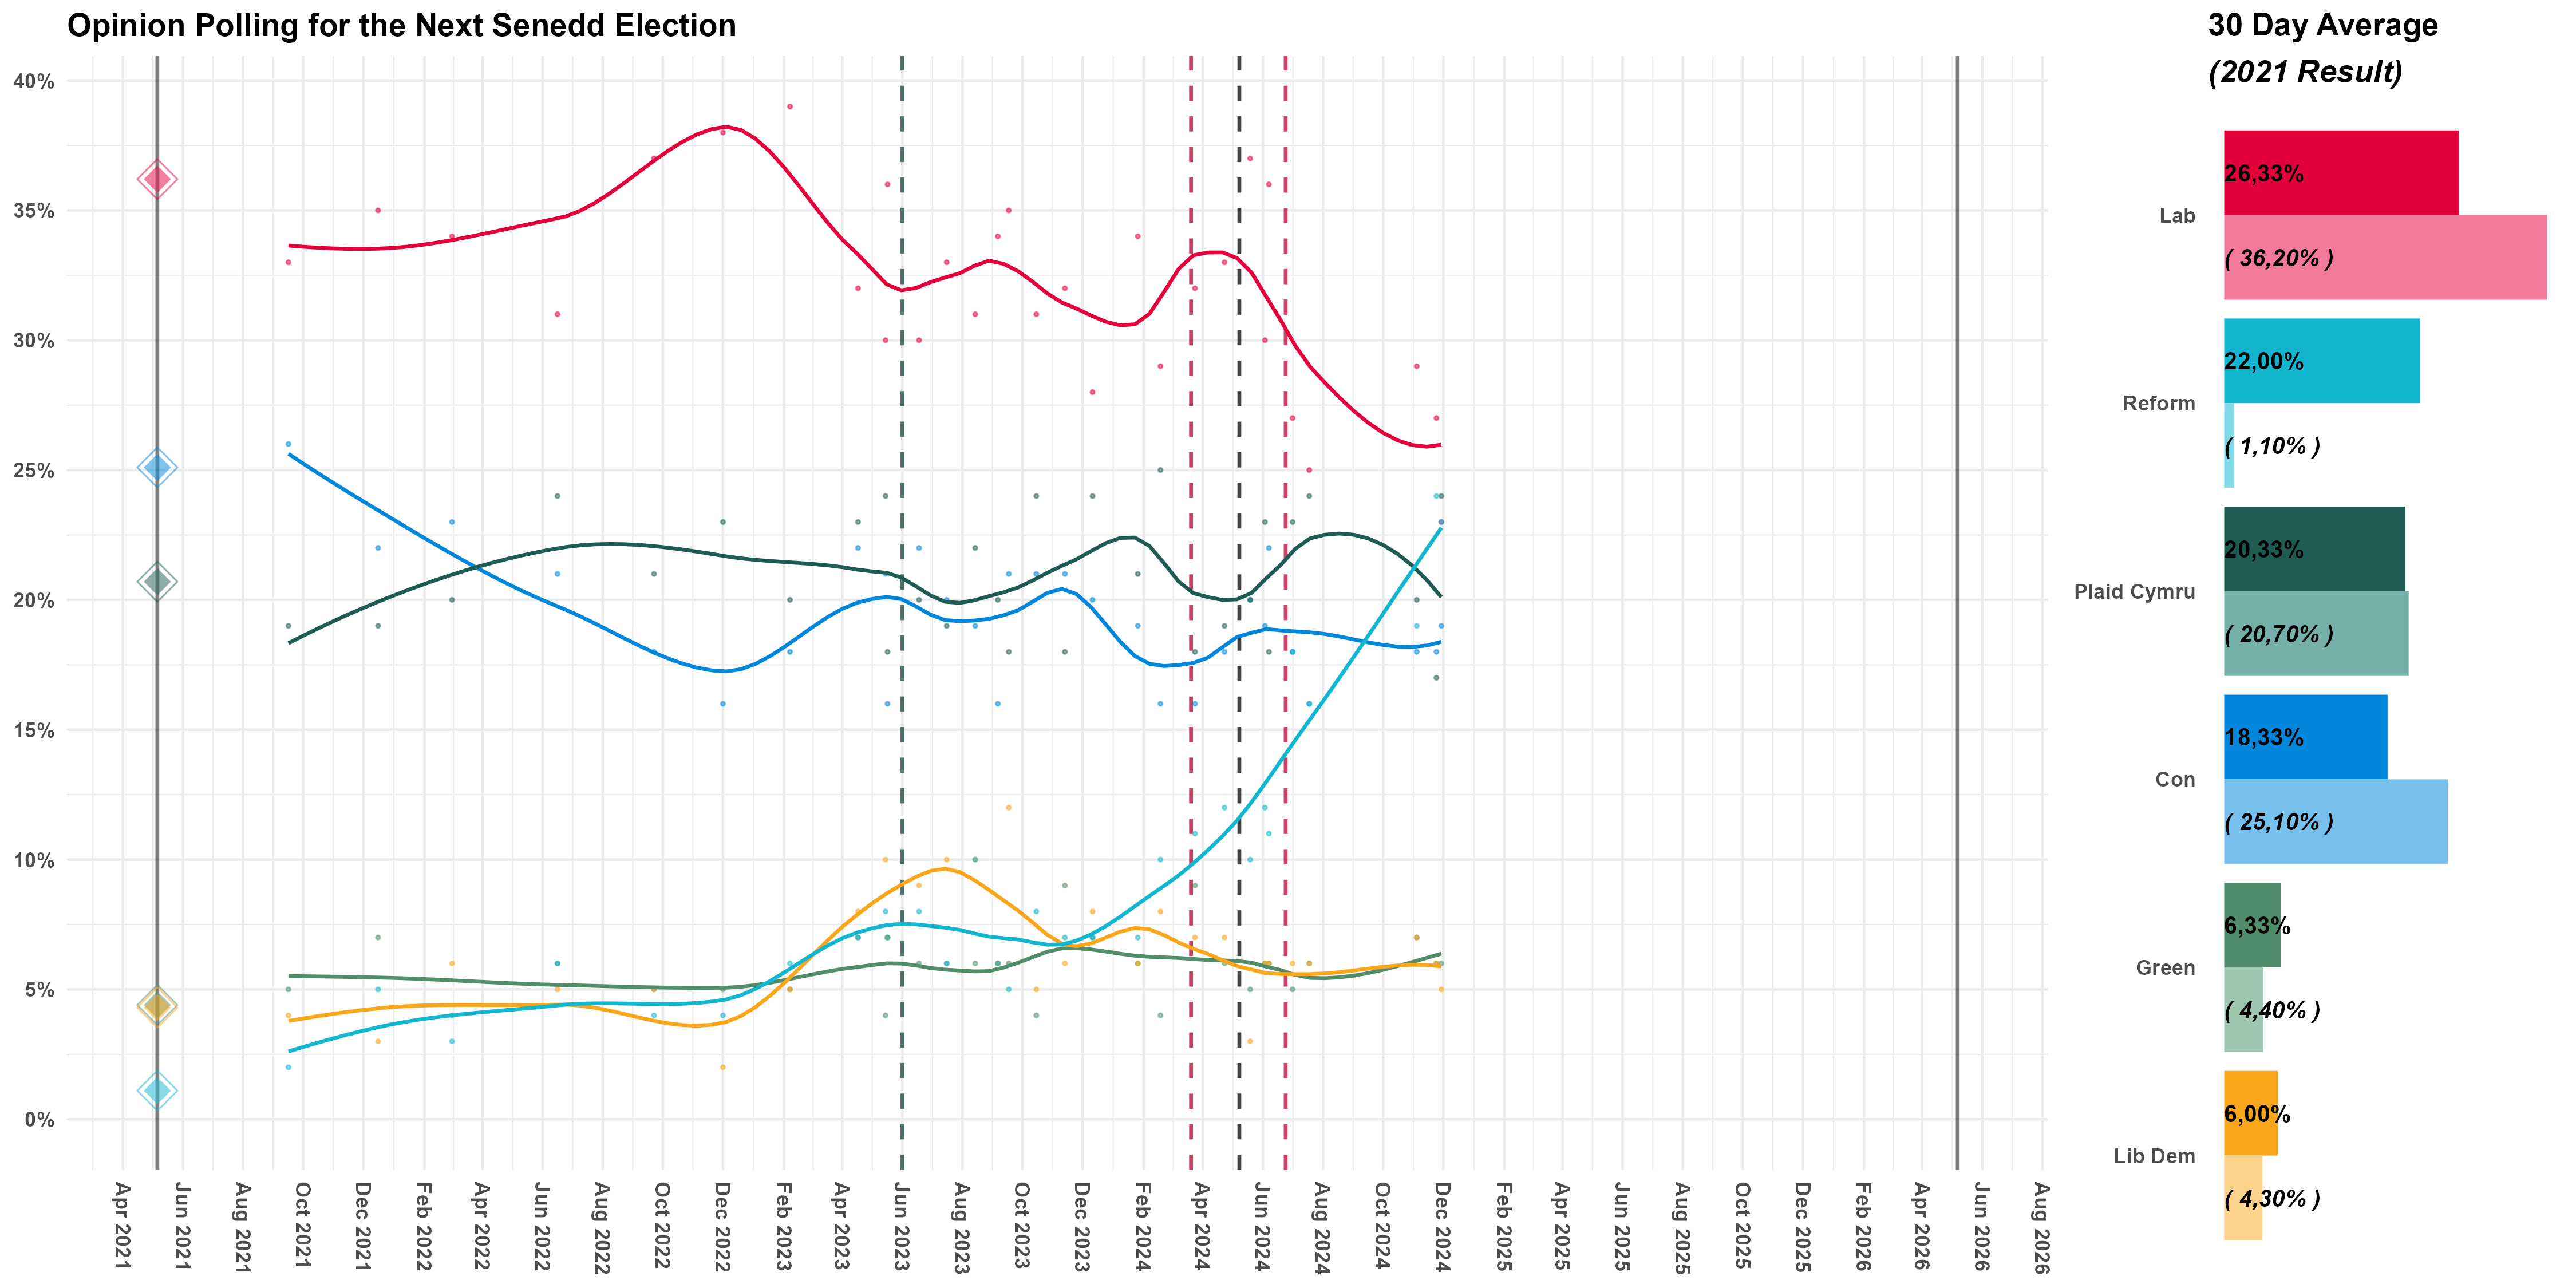 Opinion Polling for the Next Senedd Election
30 Day Average
(2021 Result)
40%
35%
30%
25%
20%
15%
10%
5%
0%
Apr 2021
Jun 2021
Aug 2021
Oct 2021
Dec 2021
Feb 2022
Apr 2022
Jun 2022
Aug 2022
Oct 2022
Dec 2022
Feb 2023
Apr 2023
Jun 2023
Aug 2023
Oct 2023
Dec 2023
Feb 2024
Apr 2024
Jun 2024
Aug 2024
Oct 2024
Dec 2024
Feb 2025
Apr 2025
Jun 2025
Aug 2025
Oct 2025
Dec 2025
Feb 2026
Apr 2026
Jun 2026
Aug 2026
Lab
26,33%
( 36,20% )
Reform
22,00%
( 1,10% )
Plaid Cymru
20,33%
( 20,70% )
Con
18,33%
( 25,10% )
Green
6,33%
( 4,40% )
Lib Dem
6,00%
( 4,30% )